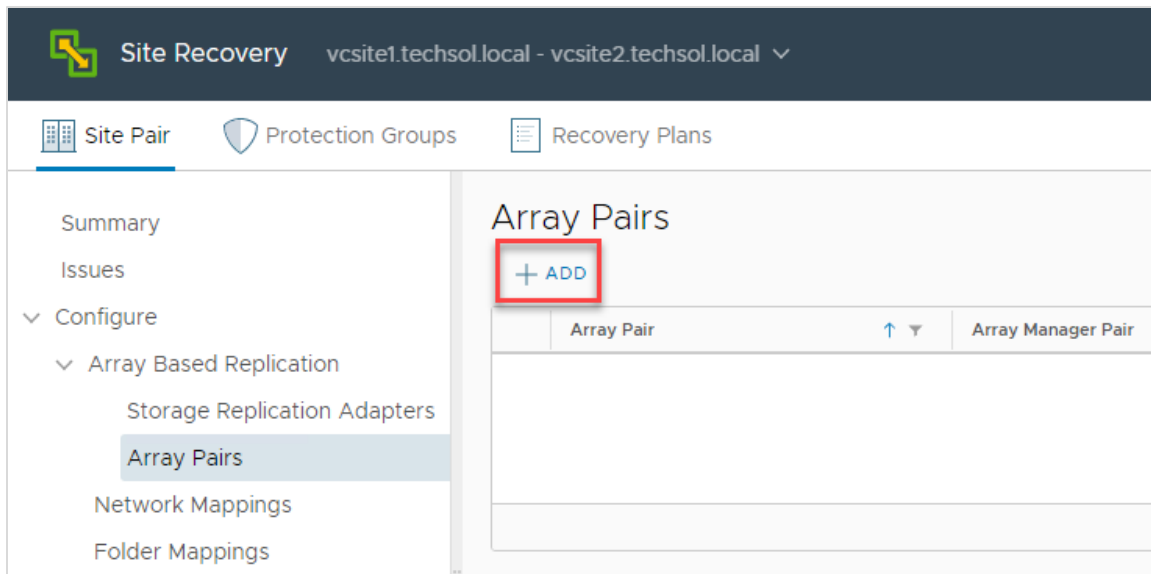 Site Recovery vcsite1.techsol.local - vcsite2.techsol.local
Site Pair Protection Groups Recovery Plans
Summary
Issues
Configure
Array Based Replication
Storage Replication Adapters
Array Pairs
Network Mappings
Folder Mappings
Array Pairs
+ ADD
Array Pair Array Manager Pair